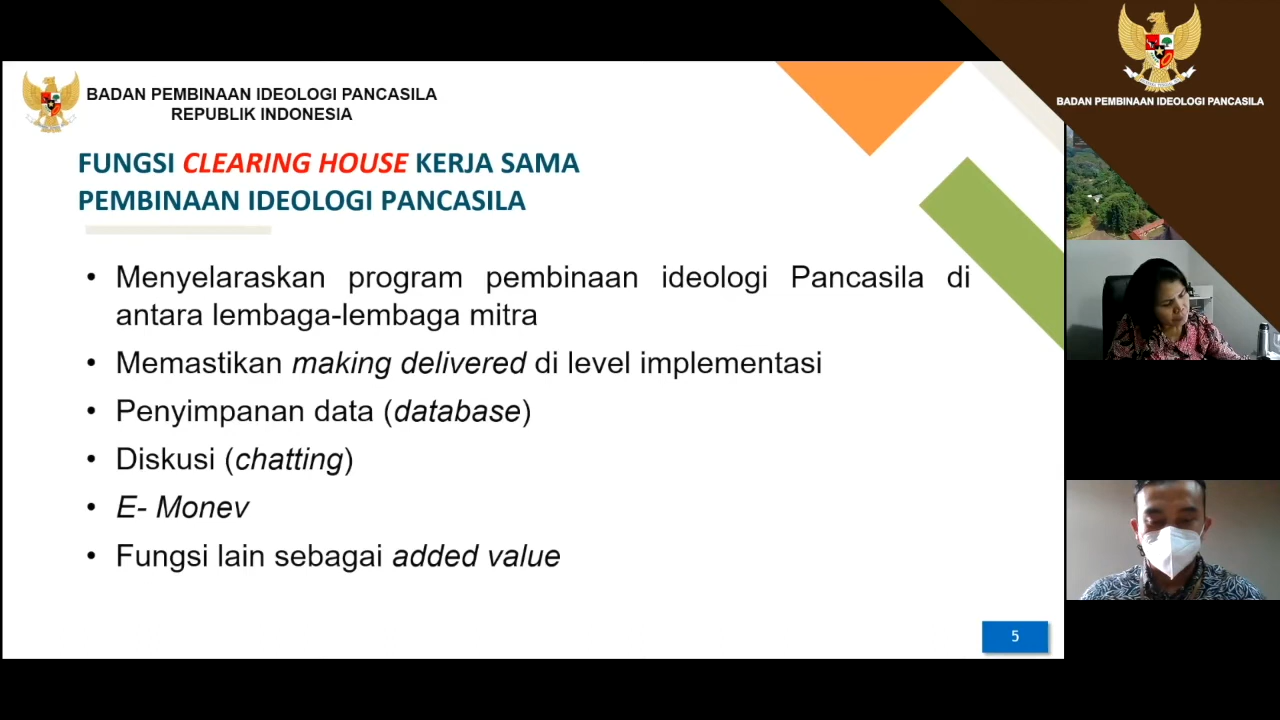 BADAN PEMBINAAN IDEOLOGI PANCASILA
REPUBLIK INDONESIA
FUNGSI CLEARING HOUSE KERJA SAMA
PEMBINAAN IDEOLOGI PANCASILA
• Menyelaraskan program pembinaan ideologi Pancasila di
antara lembaga-lembaga mitra
• Memastikan making delivered di level implementasi
• Penyimpanan data (database)
• Diskusi (chatting)
• E- Monev
• Fungsi lain sebagai added value
5
BADAN PEMBINAAN IDEOLOGI PANCASILA